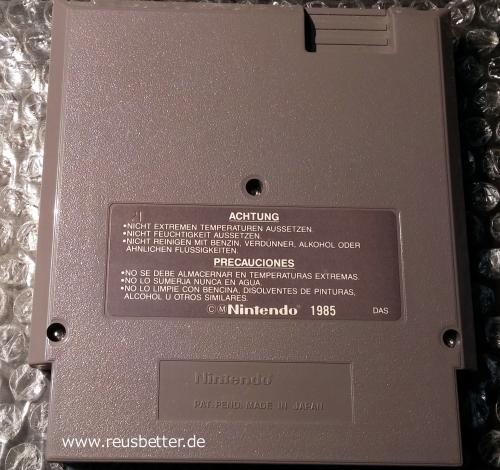 ACHTUNG
•NICHT EXTREMEN TEMPERATUREN AUSSETZEN.
•NICHT FEUCHTIGKEIT AUSSETZEN.
•NICHT REINIGEN MIT BENZIN, VERDÜNNER, ALKOHOL ODER
ÄHNLICHEN FLÜSSIGKEITEN.
PRECAUCIONES
•NO SE DEBE ALMACERNAR EN TEMPERATURAS EXTREMAS.
•NO LO SUMERJA NUNCA EN AGUA.
•NO LO LIMPIE CON BENCINA, DISOLVENTES DE PINTURAS,
ALCOHOL U OTROS SIMILARES.
©MNintendo® 1985 DAS
Nintendo®
PAT. PEND. MADE IN JAPAN
www.reusbetter.de